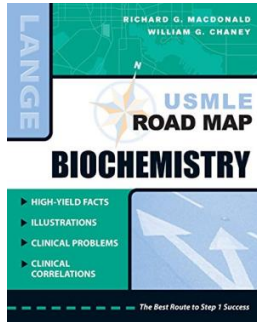 RICHARD G. MACDONALD
WILLIAM G. CHANEY
LANGE
N
USMLE
ROAD MAP
BIOCHEMISTRY
▶ HIGH-YIELD FACTS
▶ ILLUSTRATIONS
▶ CLINICAL PROBLEMS
▶ CLINICAL
CORRELATIONS
The Best Route to Step 1 Success